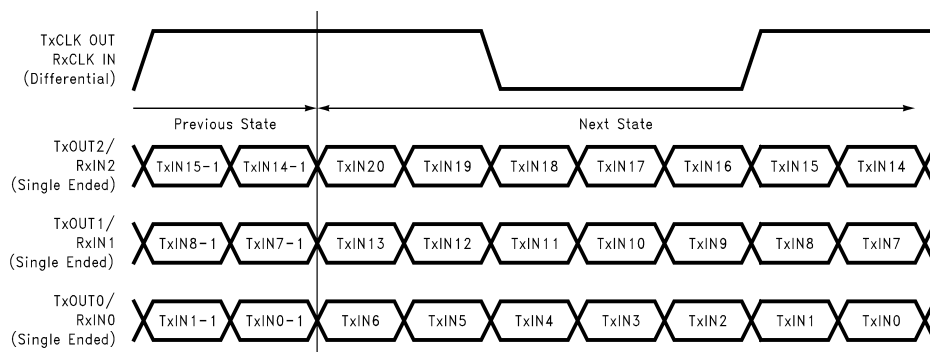 TxCLK OUT
RxCLK IN
(Differential)
Previous State
Next State
TxOUT2/
RxIN2
(Single Ended)
TxIN15-1 TxIN14-1 TxIN20 TxIN19 TxIN18 TxIN17 TxIN16 TxIN15 TxIN14
TxOUT1/
RxIN1
(Single Ended)
TxIN8-1 TxIN7-1 TxIN13 TxIN12 TxIN11 TxIN10 TxIN9 TxIN8 TxIN7
TxOUT0/
RxIN0
(Single Ended)
TxIN1-1 TxIN0-1 TxIN6 TxIN5 TxIN4 TxIN3 TxIN2 TxIN1 TxIN0